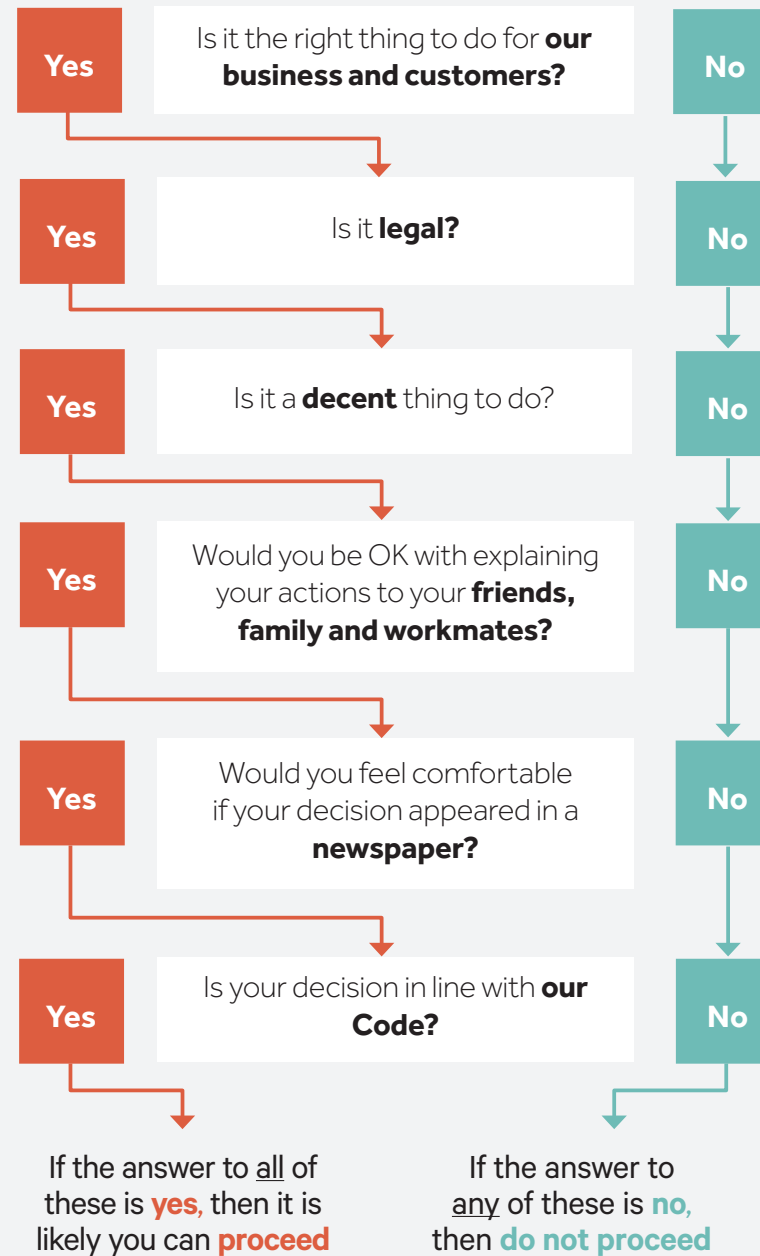 Yes
Is it the right thing to do for our
business and customers?
No
Yes
Is it legal?
No
Yes
Is it a decent thing to do?
No
Yes
Would you be OK with explaining
your actions to your friends,
family and workmates?
No
Yes
Would you feel comfortable
if your decision appeared in a
newspaper?
No
Yes
Is your decision in line with our
Code?
No
If the answer to all of
these is yes, then it is
likely you can proceed
If the answer to
any of these is no,
then do not proceed